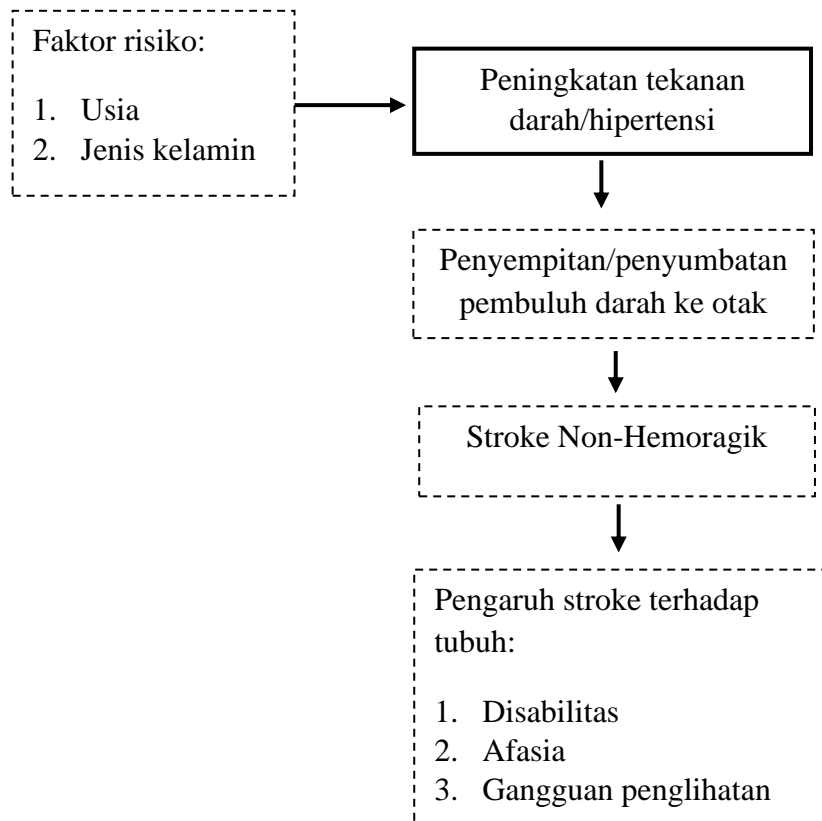 Faktor risiko:
1. Usia
2. Jenis kelamin
Peningkatan tekanan
darah/hipertensi
Penyempitan/penyumbatan
pembuluh darah ke otak
Stroke Non-Hemoragik
Pengaruh stroke terhadap
tubuh:
1. Disabilitas
2. Afasia
3. Gangguan penglihatan